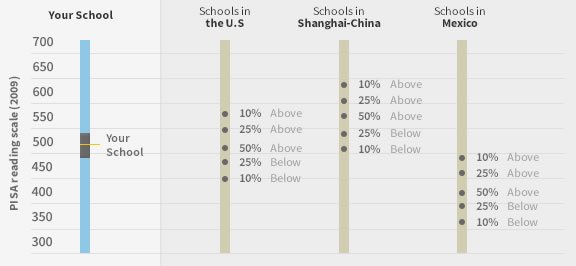 Your School
Schools in
the U.S
Schools in
Shanghai-China
Schools in
Mexico
PISA reading scale (2009)
700
650
600
550
500
450
400
350
300
Your
School
10% Above
25% Above
50% Above
25% Below
10% Below
10% Above
25% Above
50% Above
25% Below
10% Below
10% Above
25% Above
50% Above
25% Below
10% Below